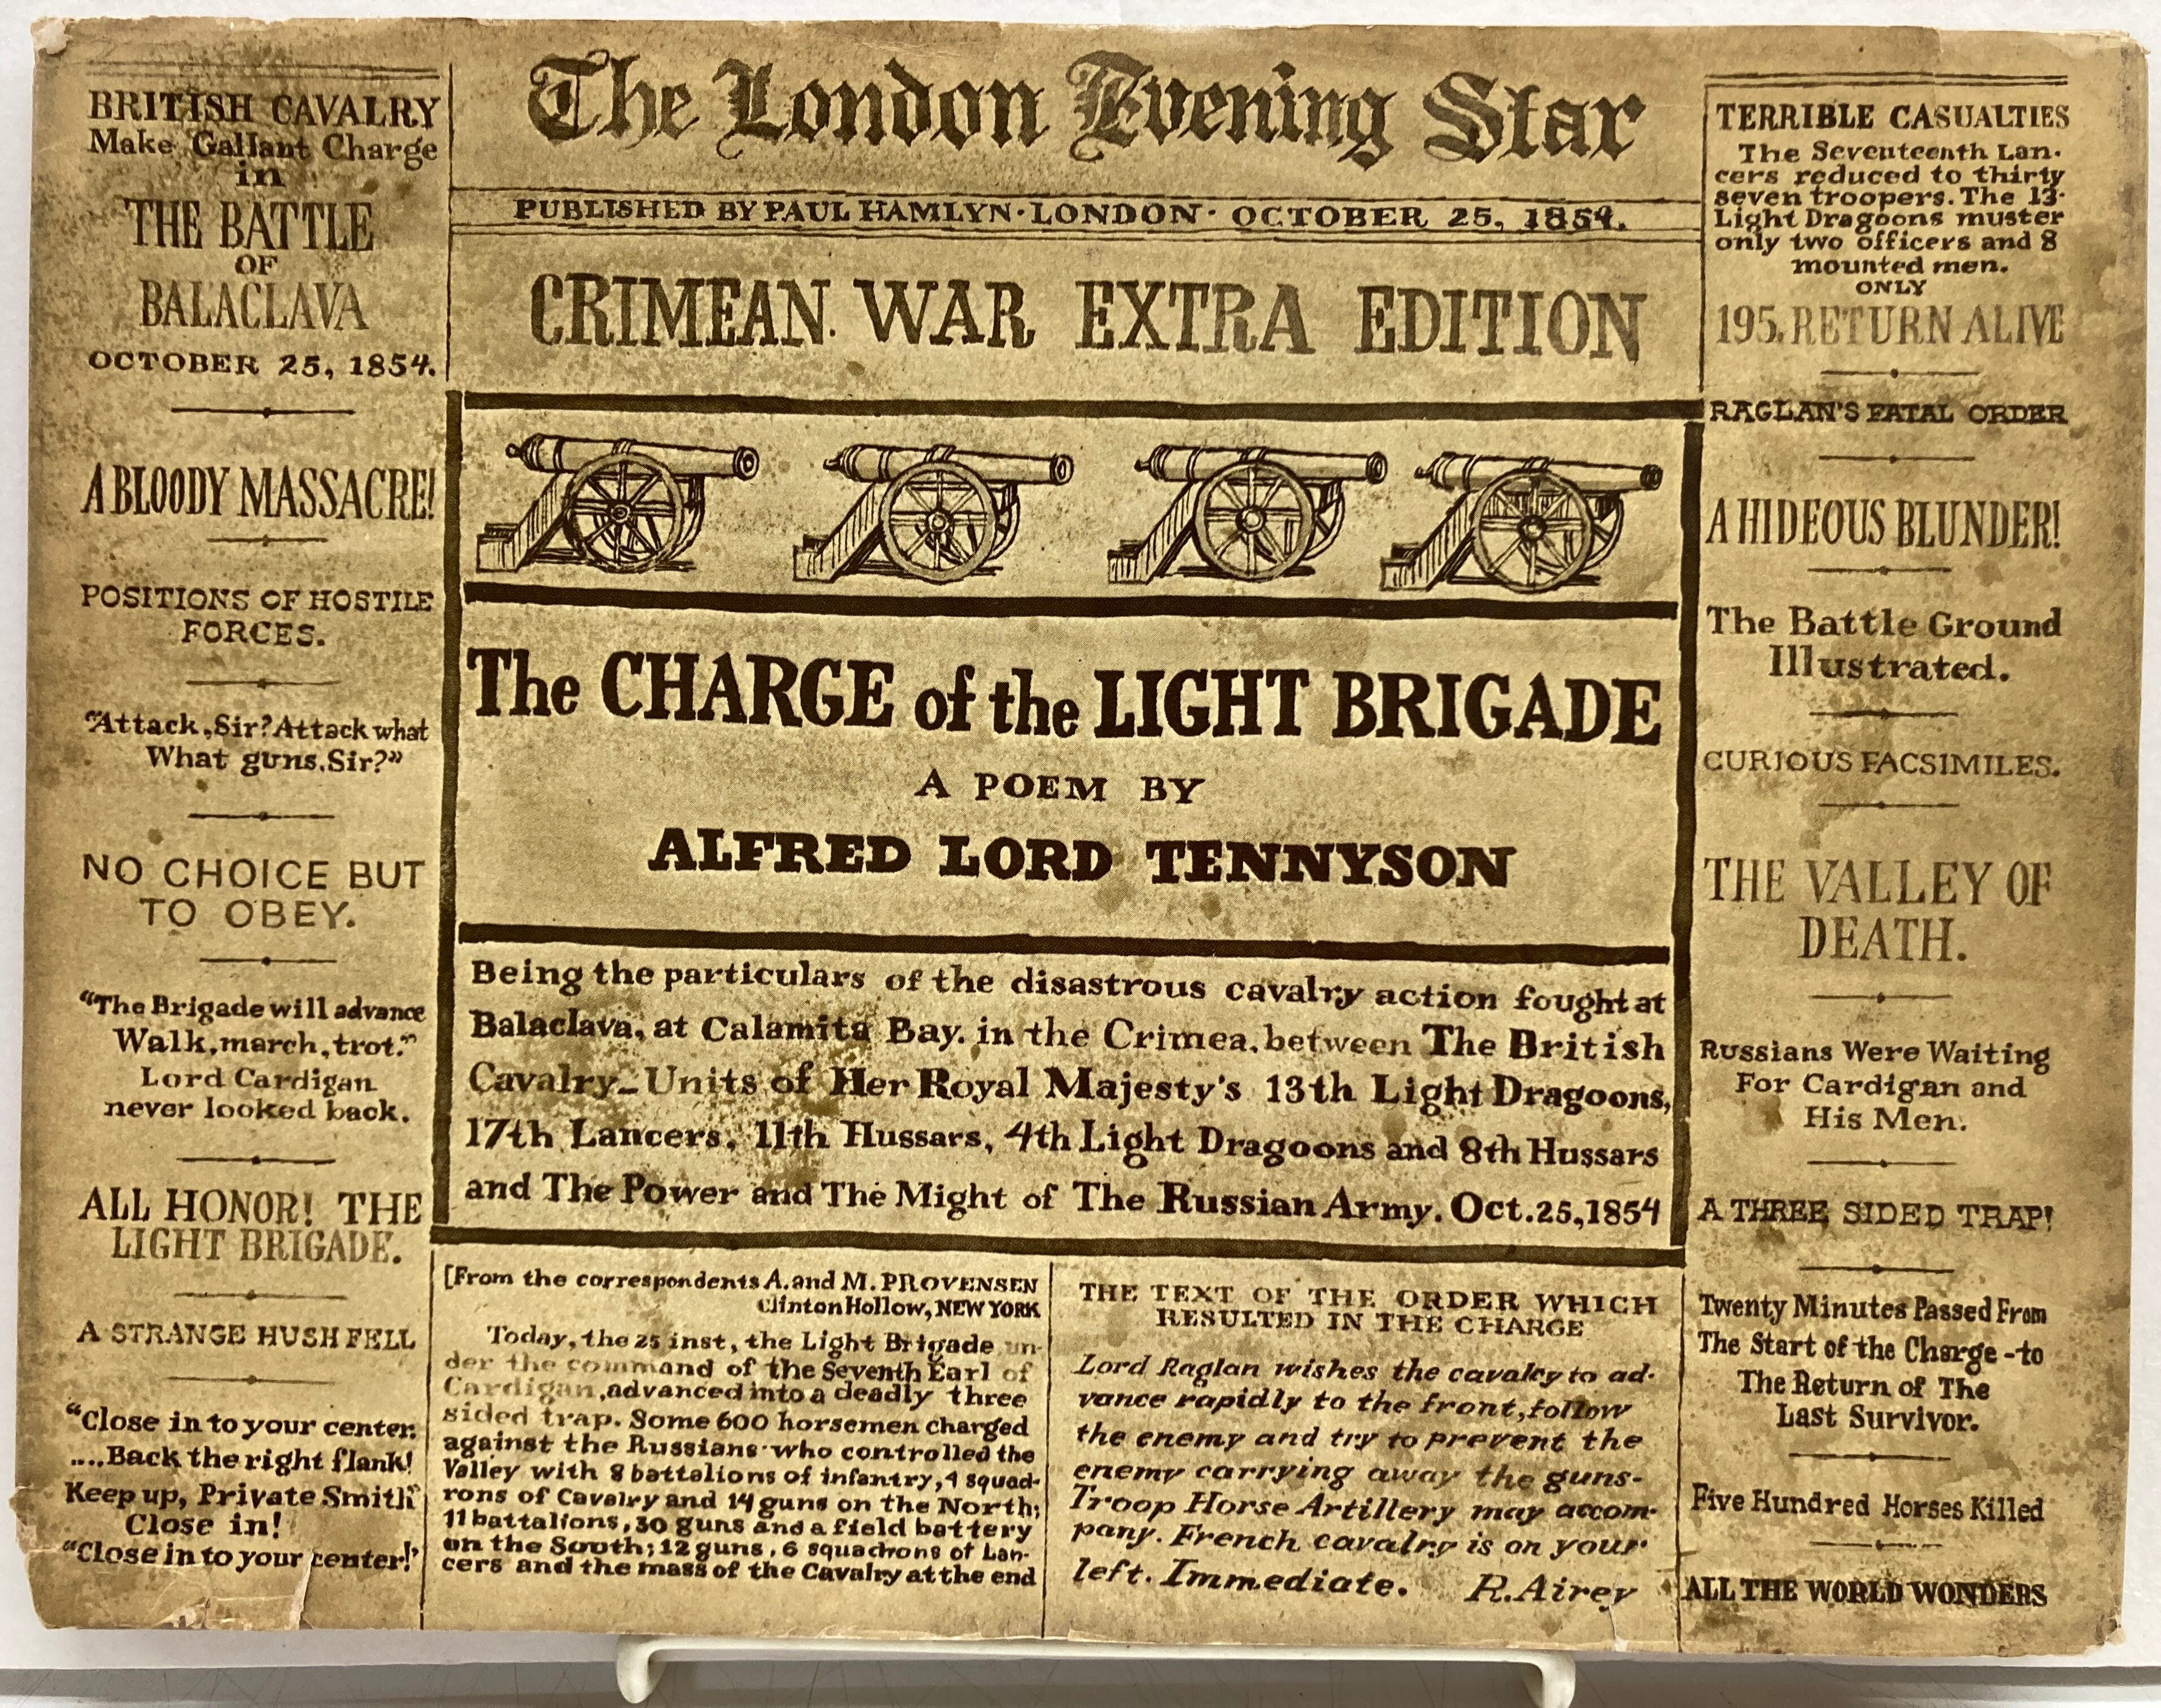 BRITISH CAVALRY
Make Gallant Charge
in
THE BATTLE
OF
BALACLAVA
OCTOBER 25, 1854.
A BLOODY MASSACRE!
POSITIONS OF HOSTILE
FORCES.
"Attack, Sir? Attack what
What guns, Sir?"
NO CHOICE BUT
TO OBEY.
"The Brigade will advance
Walk, march, trot."
Lord Cardigan
never looked back.
ALL HONOR! THE
LIGHT BRIGADE.
A STRANGE HUSH FELL
"Close in to your center.
....Back the right flank!
Keep up, Private Smith"
Close in!
"Close in to your center!"
The London Evening Star
PUBLISHED BY PAUL HAMLYN · LONDON · OCTOBER 25, 1854.
CRIMEAN WAR EXTRA EDITION
The CHARGE of the LIGHT BRIGADE
A POEM BY
ALFRED LORD TENNYSON
Being the particulars of the disastrous cavalry action fought at
Balaclava, at Calamita Bay. in the Crimea, between The British
Cavalry-Units of Her Royal Majesty's 13th Light Dragoons,
17th Lancers, 11th Hussars, 4th Light Dragoons and 8th Hussars
and The Power and The Might of The Russian Army. Oct. 25, 1854
[From the correspondents A. and M. PROVENSEN
Clinton Hollow, NEW YORK
Today, the 25 inst, the Light Brigade un-
der the command of the Seventh Earl of
Cardigan, advanced into a deadly three
sided trap. Some 600 horsemen charged
against the Russians who controlled the
Valley with 8 battalions of infantry, 4 squad-
rons of Cavalry and 14 guns on the North;
11 battalions, 30 guns and a field battery
on the South; 12 guns, 6 squadrons of Lan-
cers and the mass of the Cavalry at the end
THE TEXT OF THE ORDER WHICH
RESULTED IN THE CHARGE
Lord Raglan wishes the cavalry to ad-
vance rapidly to the front, follow
the enemy and try to prevent the
enemy carrying away the guns-
Troop Horse Artillery may accom-
pany. French cavalry is on your
left. Immediate. R. Airey
TERRIBLE CASUALTIES
The Seventeenth Lan-
cers reduced to thirty
seven troopers. The 13-
Light Dragoons muster
only two officers and 8
mounted men.
ONLY
195. RETURN ALIVE
RAGLAN'S FATAL ORDER
A HIDEOUS BLUNDER!
The Battle Ground
Illustrated.
CURIOUS FACSIMILES.
THE VALLEY OF
DEATH.
Russians Were Waiting
For Cardigan and
His Men.
A THREE SIDED TRAP!
Twenty Minutes Passed From
The Start of the Charge - to
The Return of The
Last Survivor.
Five Hundred Horses Killed
ALL THE WORLD WONDERS